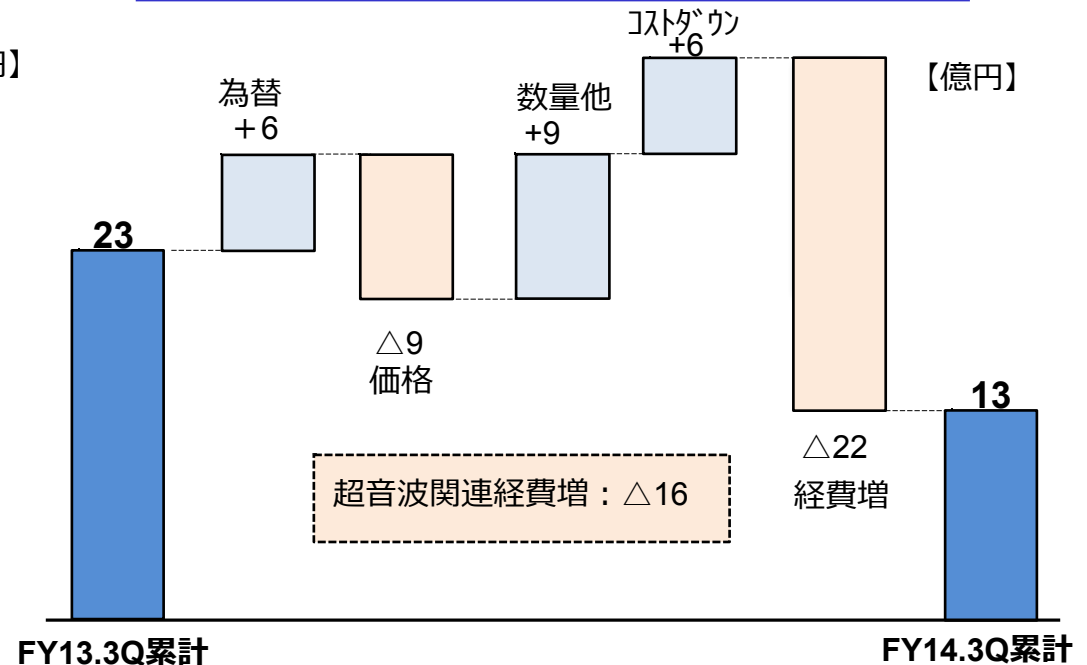 円】
コストダウン
+6
【億円】
為替
＋6
数量他
+9
23
△9
価格
13
△22
経費増
超音波関連経費増：△16
FY13.3Q累計
FY14.3Q累計